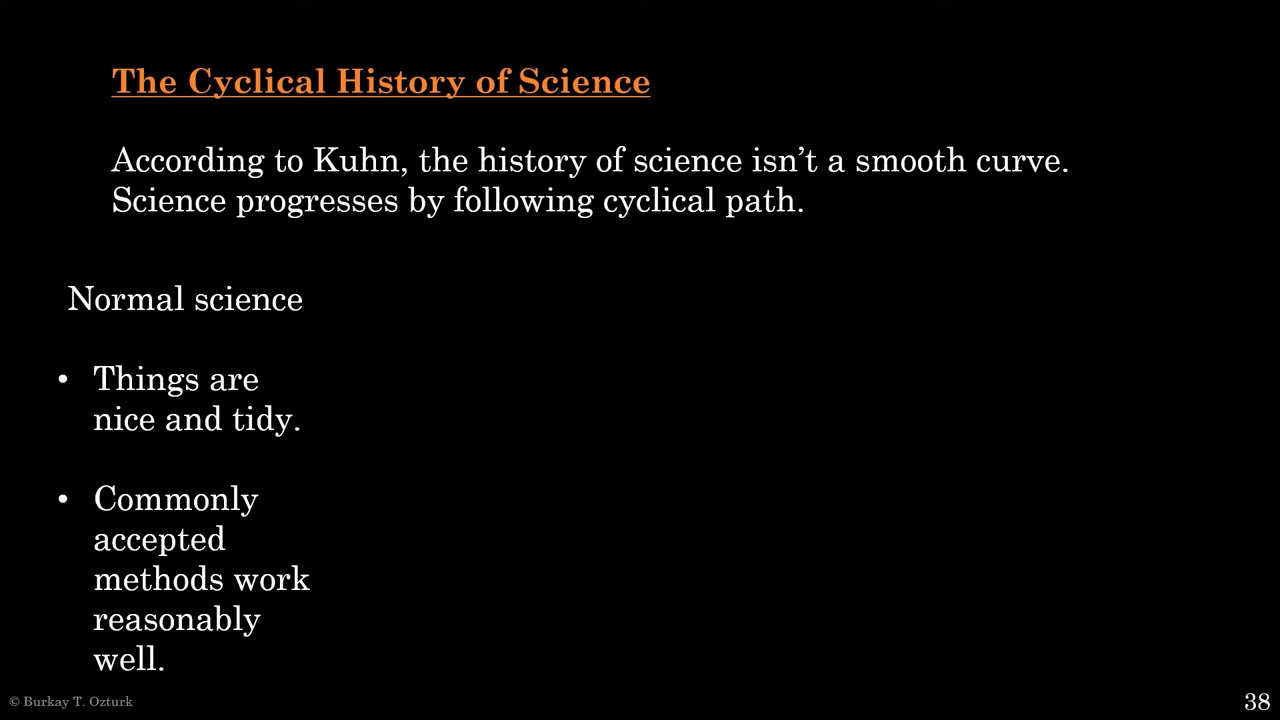 The Cyclical History of Science
According to Kuhn, the history of science isn’t a smooth curve.
Science progresses by following cyclical path.
Normal science
• Things are
nice and tidy.
• Commonly
accepted
methods work
reasonably
well.
© Burkay T. Ozturk
38